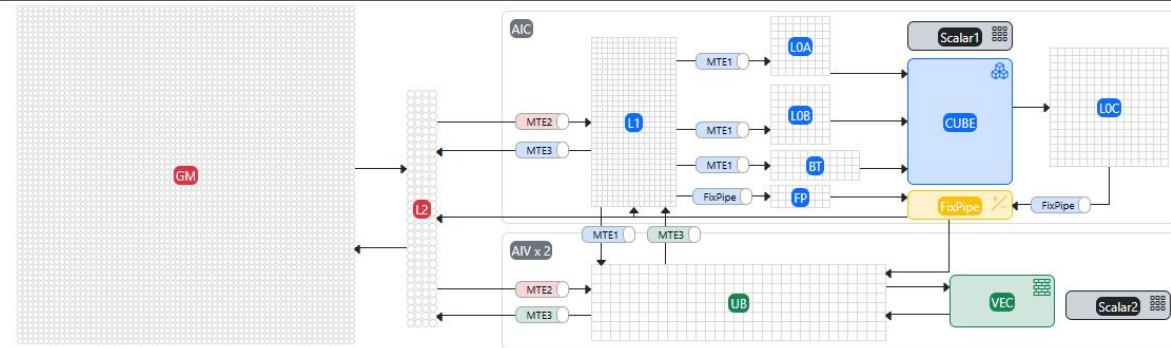 GM
L2
AIC
MTE2
MTE3
L1
MTE1
L0A
MTE1
L0B
MTE1
BT
FixPipe
FP
Scalar1
CUBE
FixPipe
L0C
FixPipe
MTE1
MTE3
AIV x 2
MTE2
MTE3
UB
VEC
Scalar2